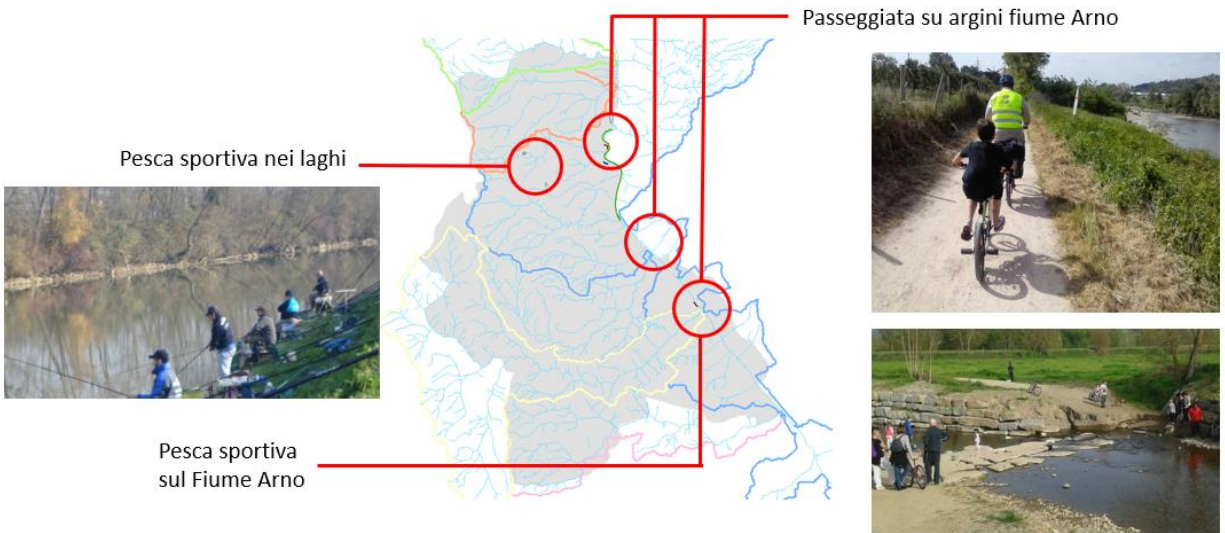 Passeggiata su argini fiume Arno
Pesca sportiva nei laghi
Pesca sportiva
sul Fiume Arno